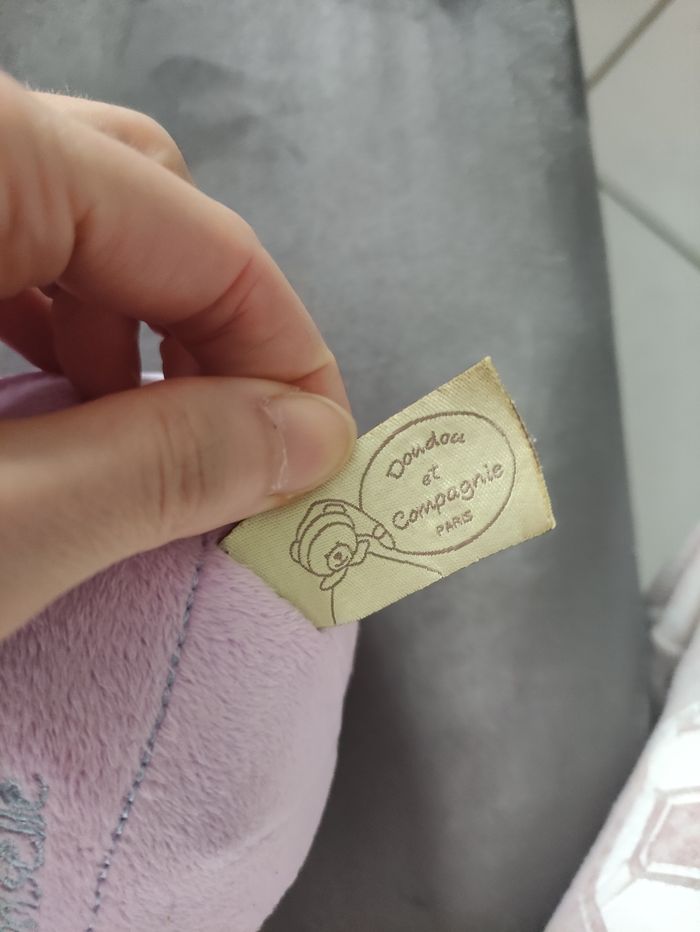 Doudou
et
Compagnie
PARIS